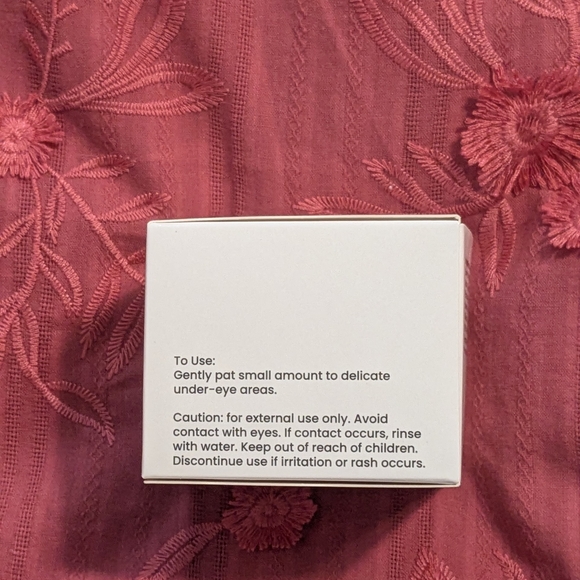 To Use:
Gently pat small amount to delicate
under-eye areas.
Caution: for external use only. Avoid
contact with eyes. If contact occurs, rinse
with water. Keep out of reach of children.
Discontinue use if irritation or rash occurs.